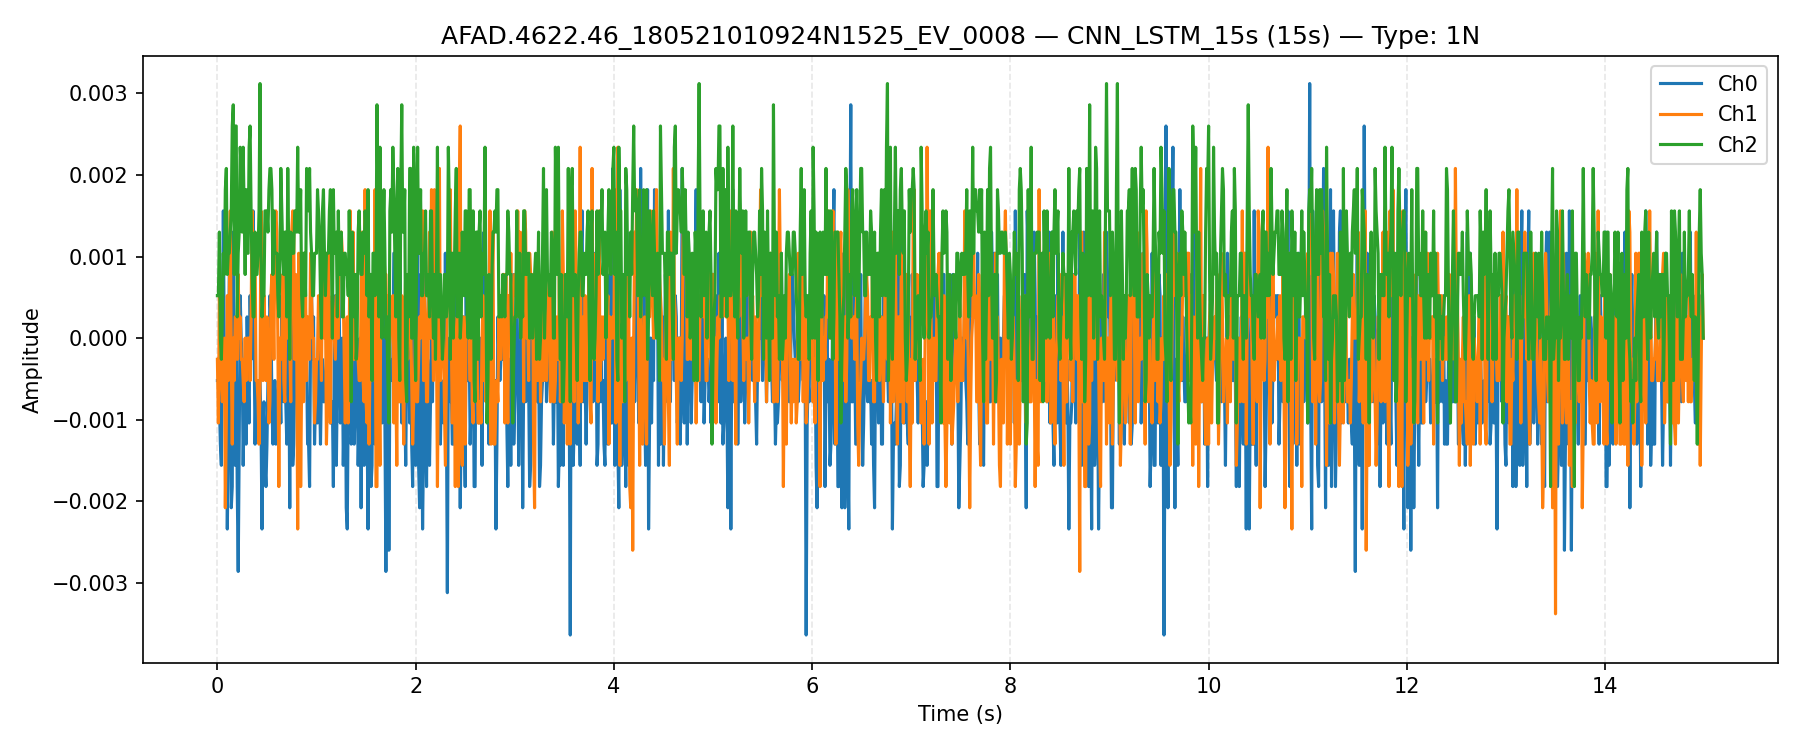 AFAD.4622.46_180521010924N1525_EV_0008 — CNN_LSTM_15s (15s) — Type: 1N
Ch0
Ch1
Ch2
0.003
0.002
0.001
0.000
−0.001
−0.002
−0.003
Amplitude
0 2 4 6 8 10 12 14
Time (s)